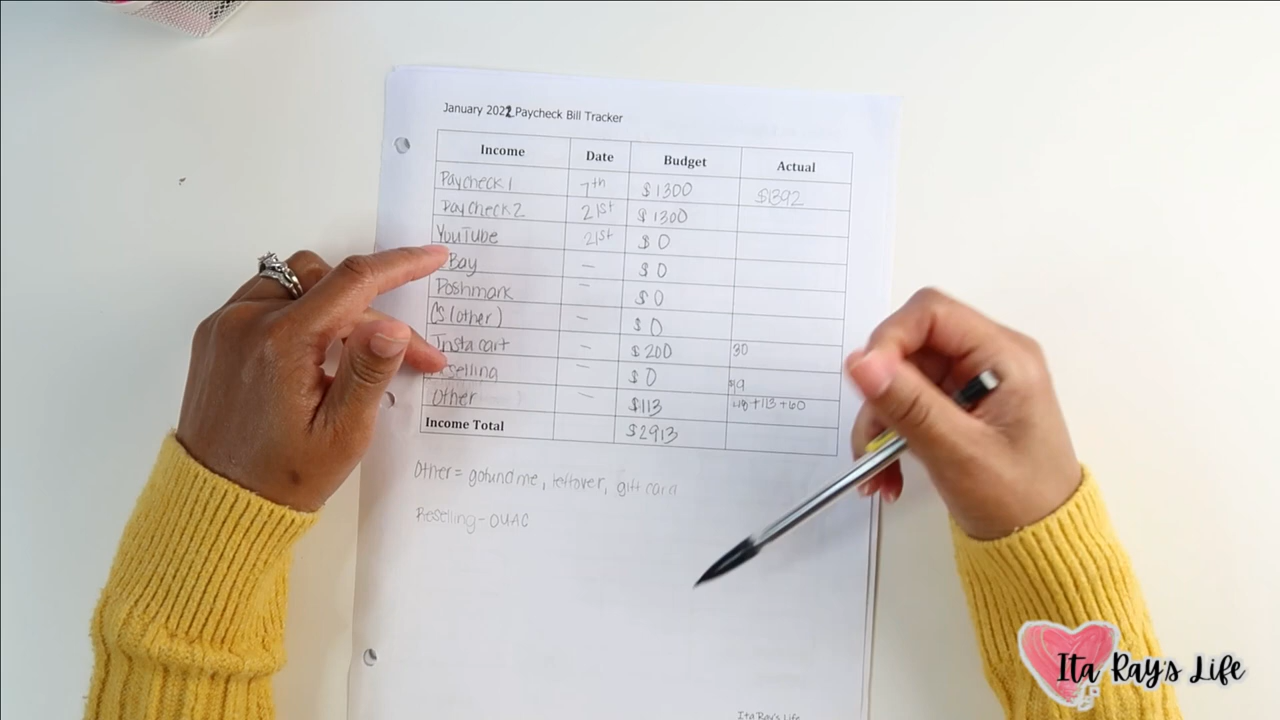 January 2022 Paycheck Bill Tracker
Income Date Budget Actual
Paycheck 1 7th $1300 $1392
Paycheck 2 21st $1300
YouTube 21st $0
eBay — $0
Poshmark — $0
CS (other) — $0
Instacart — $200 30
reselling — $0 $19
Other — $113 48+113+60
Income Total $2913
Other = gofundme, leftover, gift card
Reselling - OUAC
Ita Ray's Life
Ita Ray's Life